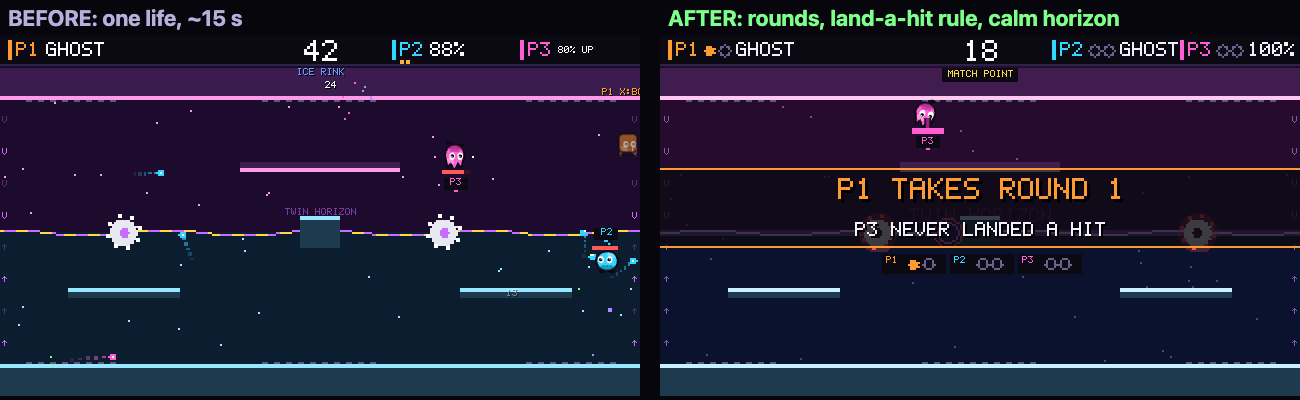 BEFORE: one life, ~15 s
P1 GHOST 42 P2 88% P3 80% UP
ICE RINK
24
P1 X:BO
P3
TWIN HORIZON
P2
15
AFTER: rounds, land-a-hit rule, calm horizon
P1 GHOST 18 P2 GHOST P3 100%
MATCH POINT
P3
P1 TAKES ROUND 1
P3 NEVER LANDED A HIT
P1 P2 P3